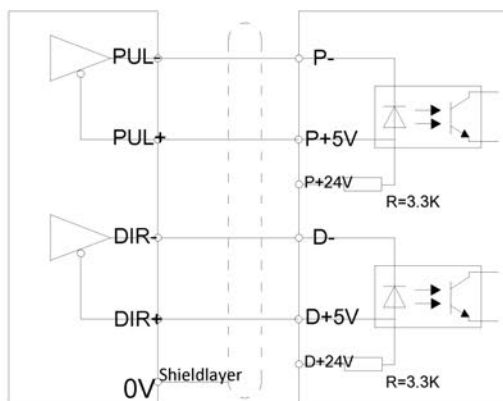 PUL-
P-
PUL+
P+5V
P+24V
R=3.3K
DIR-
D-
DIR+
D+5V
D+24V
R=3.3K
0V
Shieldlayer